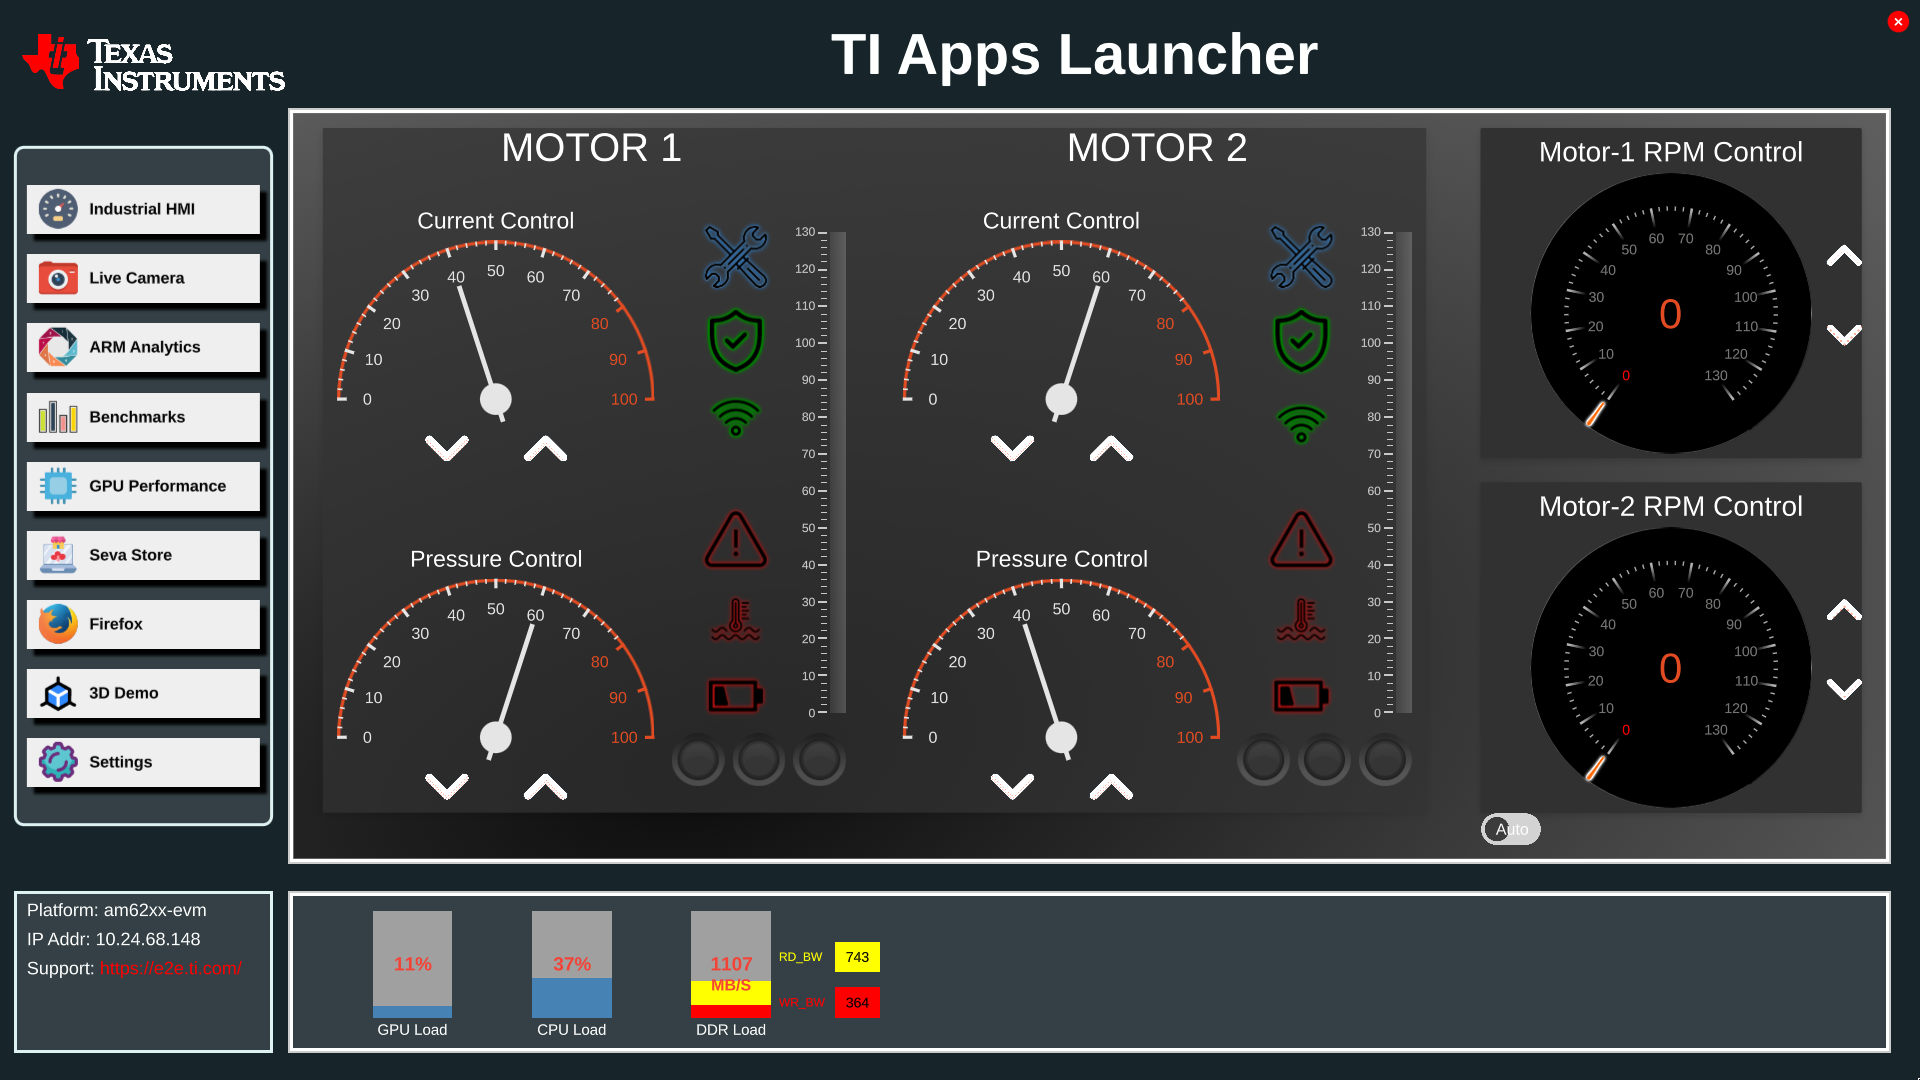 TEXAS
INSTRUMENTS
TI Apps Launcher
Industrial HMI
Live Camera
ARM Analytics
Benchmarks
GPU Performance
Seva Store
Firefox
3D Demo
Settings
Platform: am62xx-evm
IP Addr: 10.24.68.148
Support: https://e2e.ti.com/
MOTOR 1
Current Control
0 10 20 30 40 50 60 70 80 90 100
Pressure Control
0 10 20 30 40 50 60 70 80 90 100
130
120
110
100
90
80
70
60
50
40
30
20
10
0
MOTOR 2
Current Control
0 10 20 30 40 50 60 70 80 90 100
Pressure Control
0 10 20 30 40 50 60 70 80 90 100
130
120
110
100
90
80
70
60
50
40
30
20
10
0
Motor-1 RPM Control
0 10 20 30 40 50 60 70 80 90 100 110 120 130
0
Motor-2 RPM Control
0 10 20 30 40 50 60 70 80 90 100 110 120 130
0
Auto
11%
GPU Load
37%
CPU Load
1107
MB/S
DDR Load
RD_BW 743
WR_BW 364